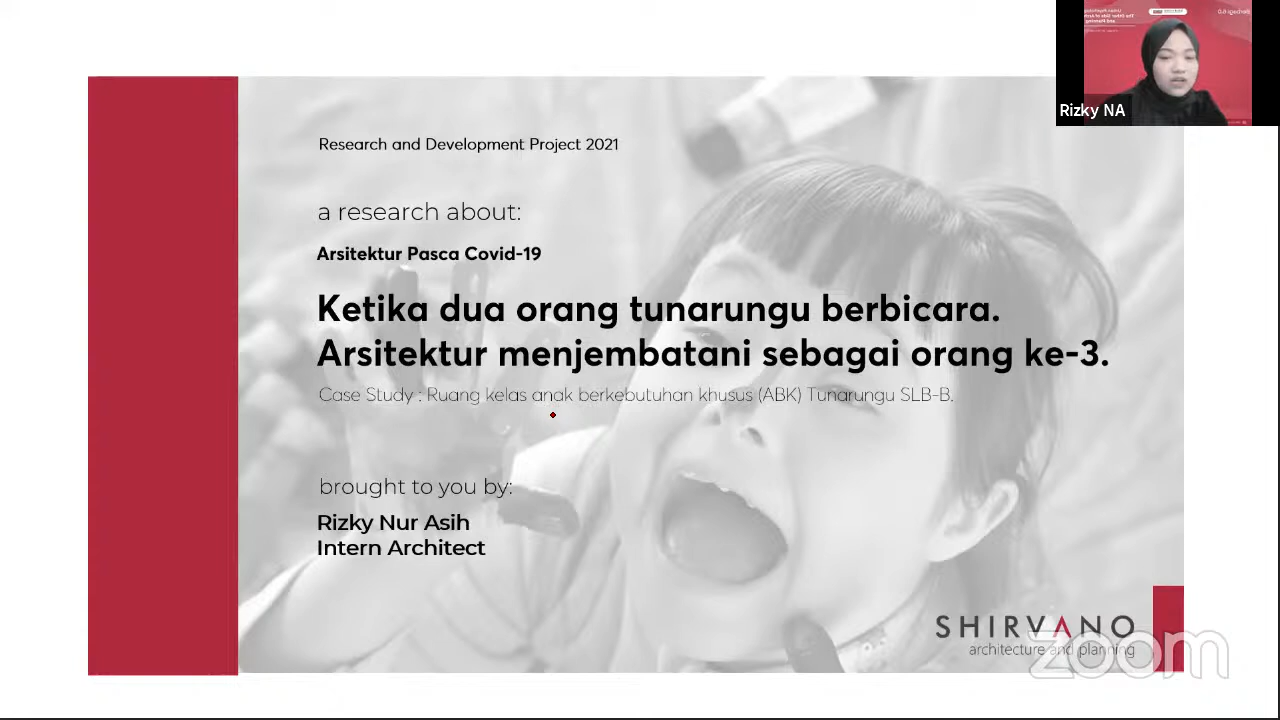 Research and Development Project 2021
a research about:
Arsitektur Pasca Covid-19
Ketika dua orang tunarungu berbicara.
Arsitektur menjembatani sebagai orang ke-3.
Case Study : Ruang kelas anak berkebutuhan khusus (ABK) Tunarungu SLB-B.
brought to you by:
Rizky Nur Asih
Intern Architect
SHIRVANO
architecture and planning
zoom
Rizky NA